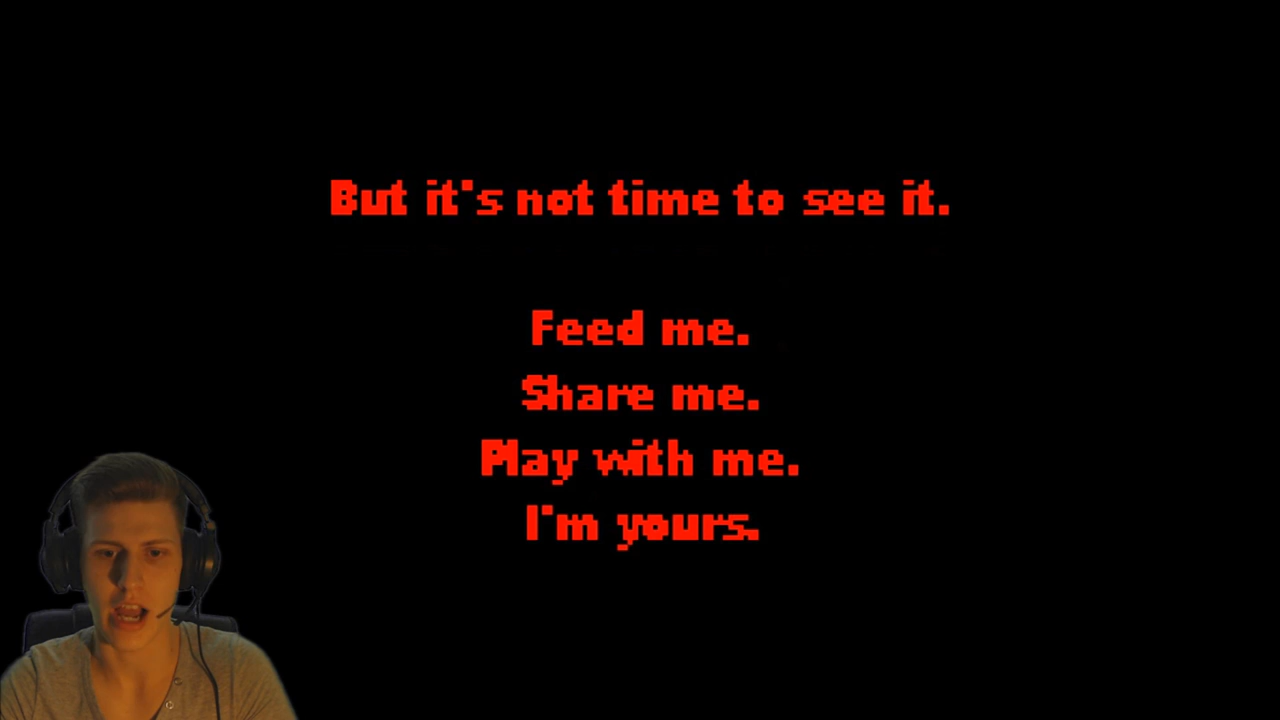 But it's not time to see it.
Feed me.
Share me.
Play with me.
I'm yours.